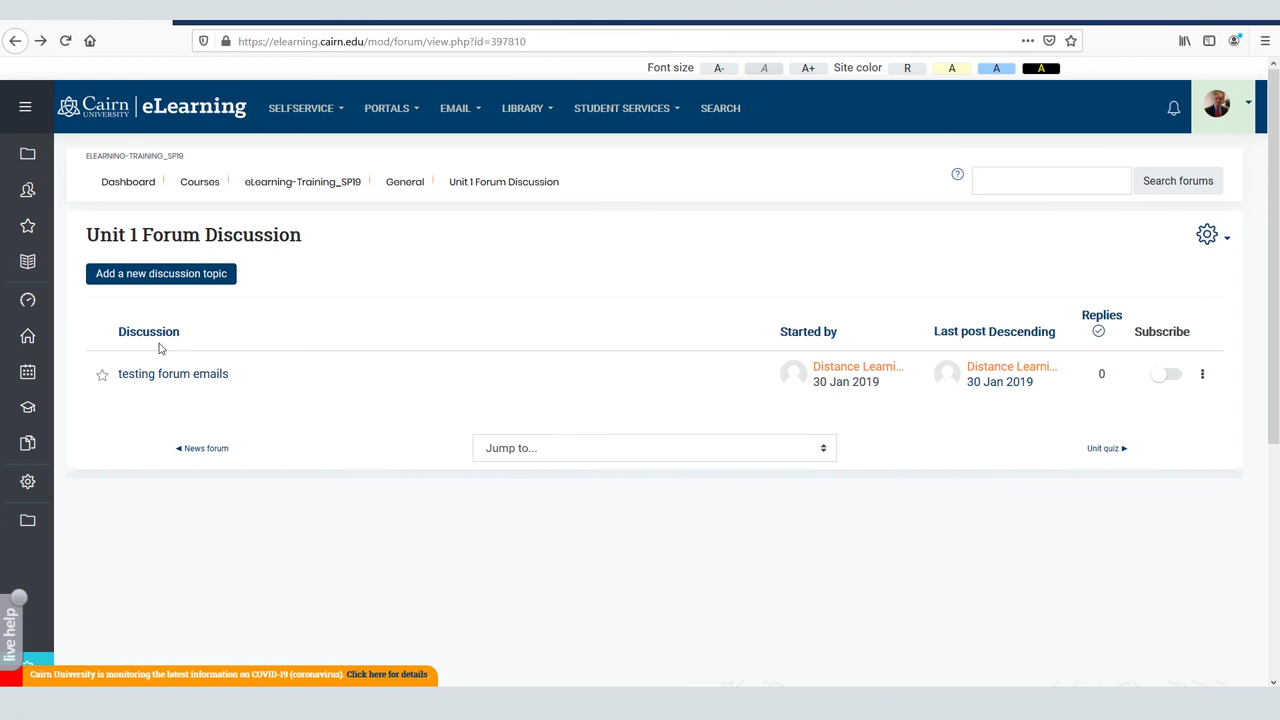 https://elearning.cairn.edu/mod/forum/view.php?id=397810
Font size A- A A+ Site color R A A A
Cairn UNIVERSITY eLearning SELFSERVICE PORTALS EMAIL LIBRARY STUDENT SERVICES SEARCH
ELEARNING-TRAINING_SP19
Dashboard Courses eLearning-Training_SP19 General Unit 1 Forum Discussion Search forums
Unit 1 Forum Discussion
Add a new discussion topic
Discussion Started by Last post Descending Replies Subscribe
testing forum emails Distance Learni... 30 Jan 2019 Distance Learni... 30 Jan 2019 0
◄ News forum Jump to... Unit quiz ►
live help
Cairn University is monitoring the latest information on COVID-19 (coronavirus). Click here for details